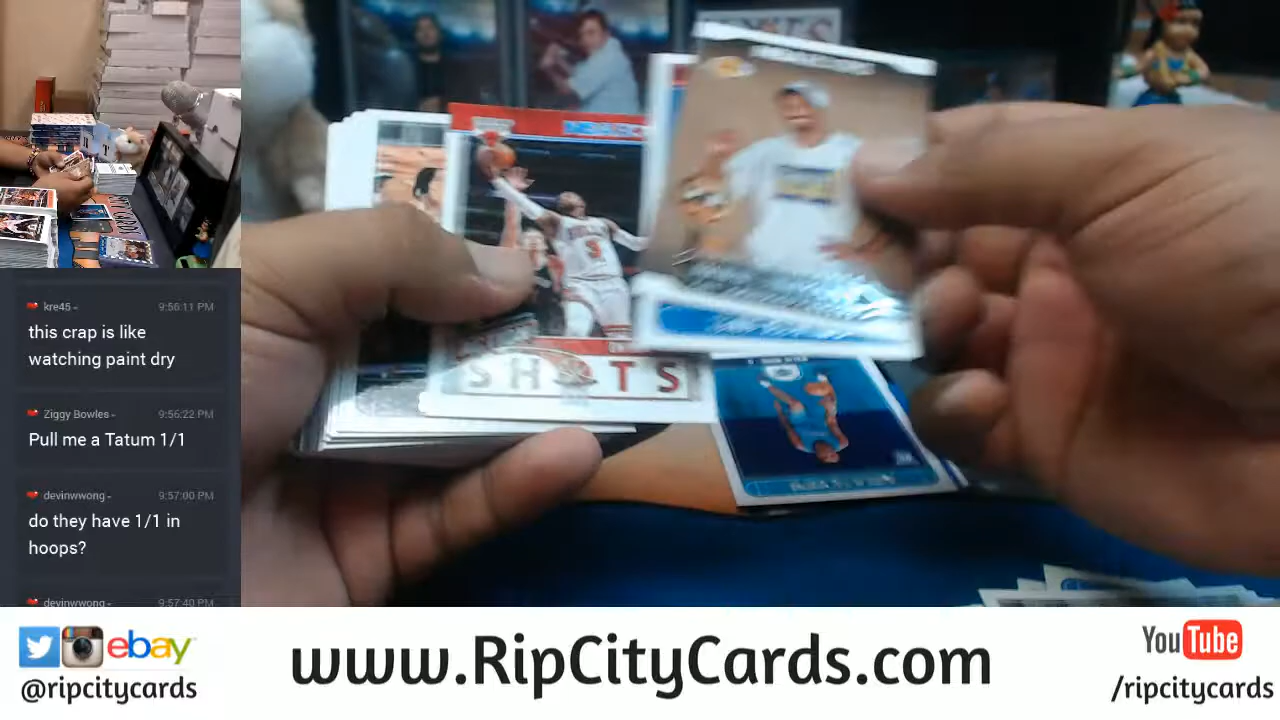 kre45-
9:56:11 PM
this crap is like
watching paint dry
Ziggy Bowles-
9:56:22 PM
Pull me a Tatum 1/1
devinwwong-
9:57:00 PM
do they have 1/1 in
hoops?
devinwwong-
9:57:40 PM
SHOTS
3
ebay
@ripcitycards
www.RipCityCards.com
YouTube
/ripcitycards